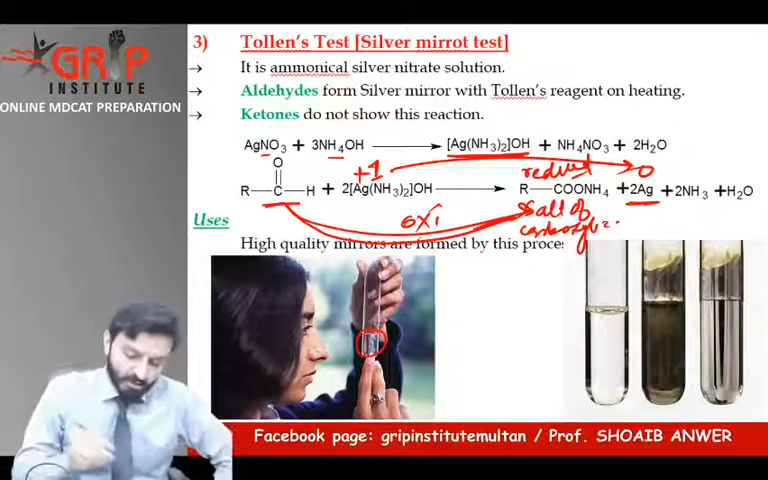 3) Tollen's Test [Silver mirrot test]
GRIP
INSTITUTE
ONLINE MDCAT PREPARATION
→ It is ammonical silver nitrate solution.
→ Aldehydes form Silver mirror with Tollen's reagent on heating.
→ Ketones do not show this reaction.
AgNO3 + 3NH4OH → [Ag(NH3)2]OH + NH4NO3 + 2H2O
+1 0
O
R—C—H + 2[Ag(NH3)2]OH → R—COONH4 + 2Ag + 2NH3 + H2O
Salt of
Uses oxi
High quality mirrors are formed by this
Facebook page: gripinstitutemultan / Prof. SHOAIB ANWER